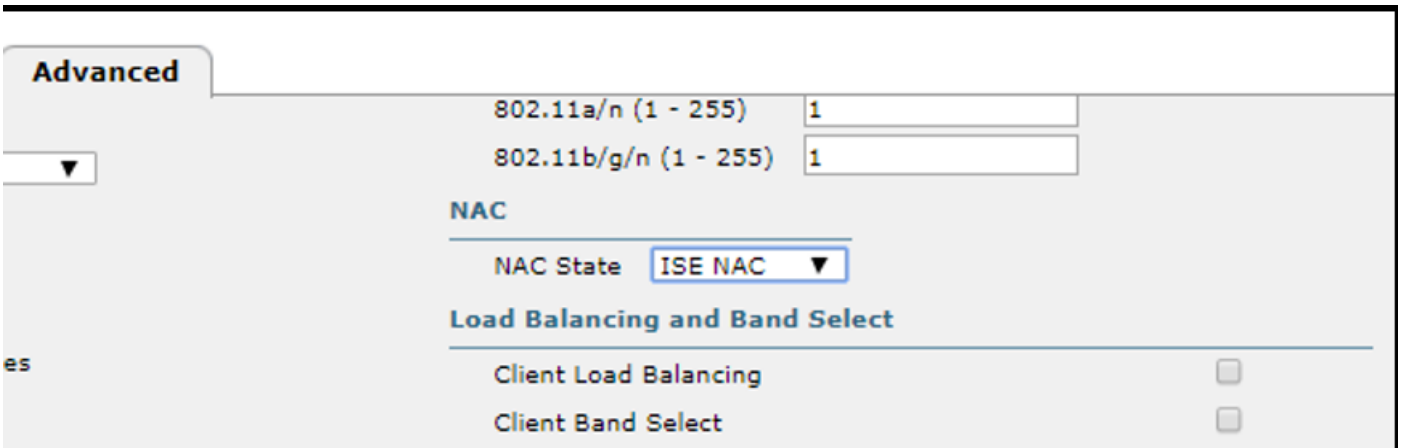 Advanced
802.11a/n (1 - 255) 1
802.11b/g/n (1 - 255) 1
NAC
NAC State ISE NAC
Load Balancing and Band Select
es
Client Load Balancing
Client Band Select